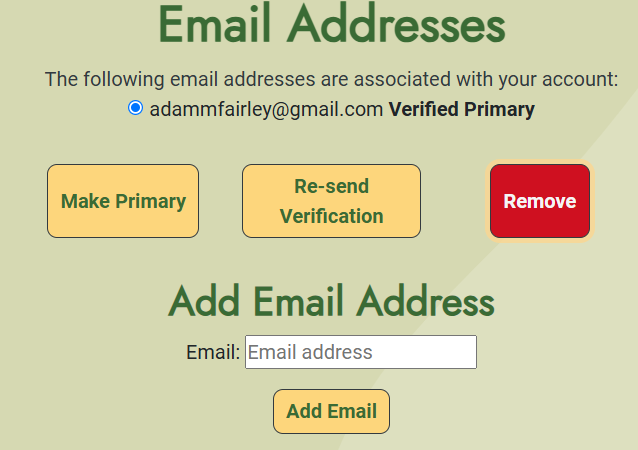 Email Addresses
The following email addresses are associated with your account:
adammfairley@gmail.com Verified Primary
Make Primary
Re-send
Verification
Remove
Add Email Address
Email: Email address
Add Email